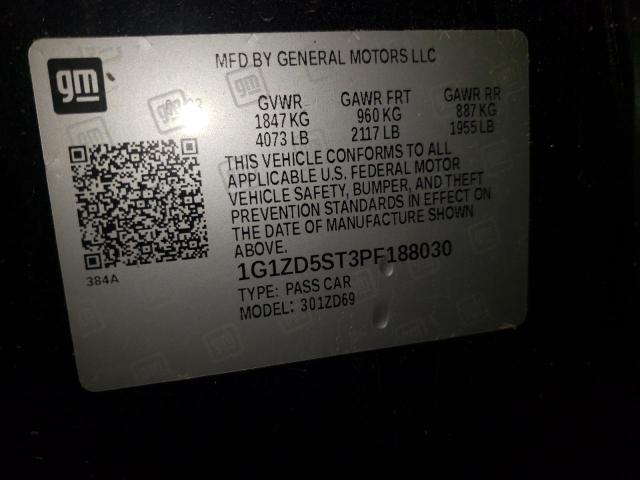 gm
MFD BY GENERAL MOTORS LLC
GVWR GAWR FRT GAWR RR
1847 KG 960 KG 887 KG
4073 LB 2117 LB 1955 LB
THIS VEHICLE CONFORMS TO ALL
APPLICABLE U.S. FEDERAL MOTOR
VEHICLE SAFETY, BUMPER, AND THEFT
PREVENTION STANDARDS IN EFFECT ON
THE DATE OF MANUFACTURE SHOWN
ABOVE.
1G1ZD5ST3PF188030
TYPE: PASS CAR
MODEL: 301ZD69
384A